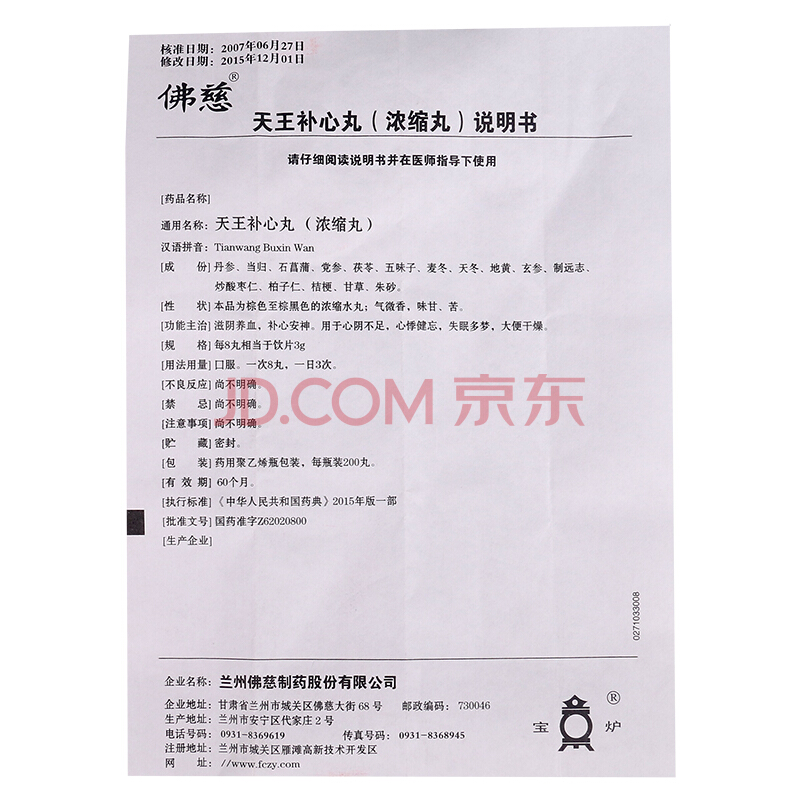 核准日期：2007年06月27日
修改日期：2015年12月01日
佛慈®
天王补心丸（浓缩丸）说明书
请仔细阅读说明书并在医师指导下使用
[药品名称]
通用名称：天王补心丸（浓缩丸）
汉语拼音：Tianwang Buxin Wan
[成 份] 丹参、当归、石菖蒲、党参、茯苓、五味子、麦冬、天冬、地黄、玄参、制远志、
炒酸枣仁、柏子仁、桔梗、甘草、朱砂。
[性 状] 本品为棕色至棕黑色的浓缩水丸；气微香，味甘、苦。
[功能主治] 滋阴养血，补心安神。用于心阴不足，心悸健忘，失眠多梦，大便干燥。
[规 格] 每8丸相当于饮片3g
[用法用量] 口服。一次8丸，一日3次。
[不良反应] 尚不明确。
[禁 忌] 尚不明确。
JD.COM 京东
[注意事项] 尚不明确。
[贮 藏] 密封。
[包 装] 药用聚乙烯瓶包装，每瓶装200丸。
[有 效 期] 60个月。
[执行标准] 《中华人民共和国药典》2015年版一部
[批准文号] 国药准字Z62020800
[生产企业]
0271033008
企业名称：兰州佛慈制药股份有限公司
企业地址：甘肃省兰州市城关区佛慈大街68号 邮政编码：730046
生产地址：兰州市安宁区代家庄2号
电话号码：0931-8369619 传真号码：0931-8368945
注册地址：兰州市城关区雁滩高新技术开发区
网 址：//www.fczy.com
宝炉®